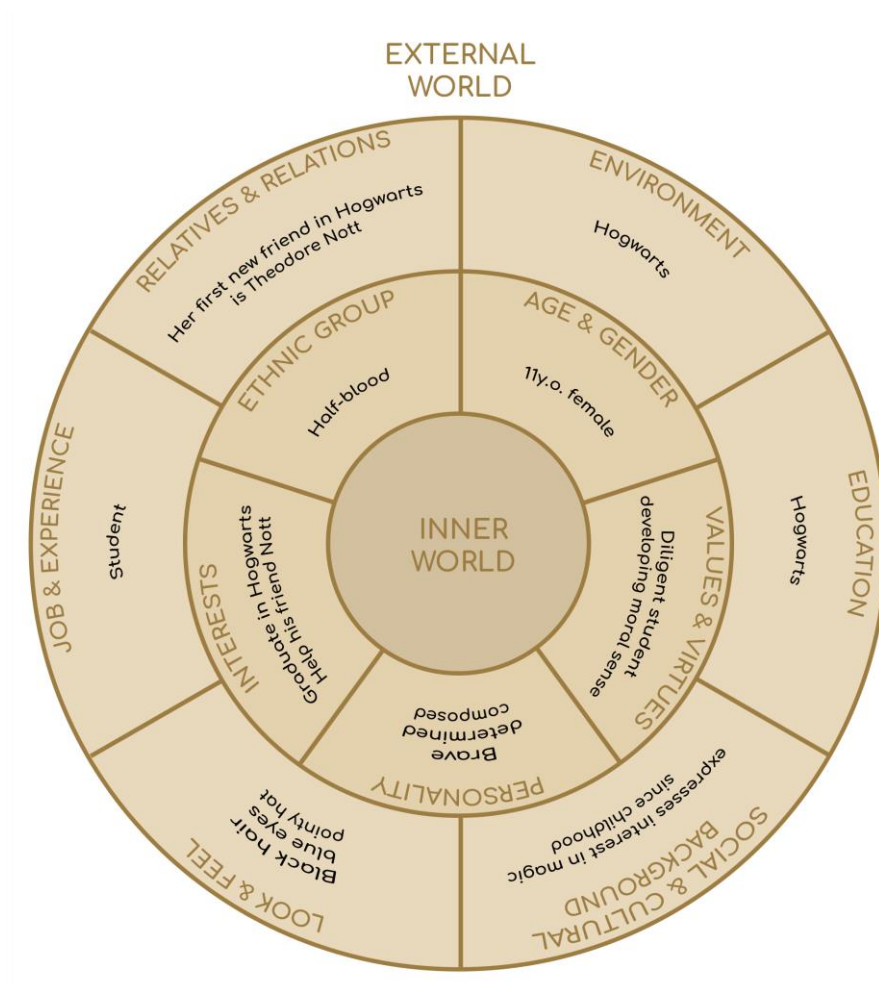 EXTERNAL
WORLD
RELATIVES & RELATIONS
Her first new friend in Hogwarts
is Theodore Nott
ENVIRONMENT
Hogwarts
ETHNIC GROUP
Half-blood
AGE & GENDER
11y.o. female
JOB & EXPERIENCE
Student
INTERESTS
Graduate in Hogwarts
Help his friend Nott
INNER
WORLD
VALUES & VIRTUES
Diligent student
developing moral sense
EDUCATION
Hogwarts
PERSONALITY
Brave
determined
composed
LOOK & FEEL
Black hair
blue eyes
pointy hat
SOCIAL & CULTURAL
BACKGROUND
expresses interest in magic
since childhood